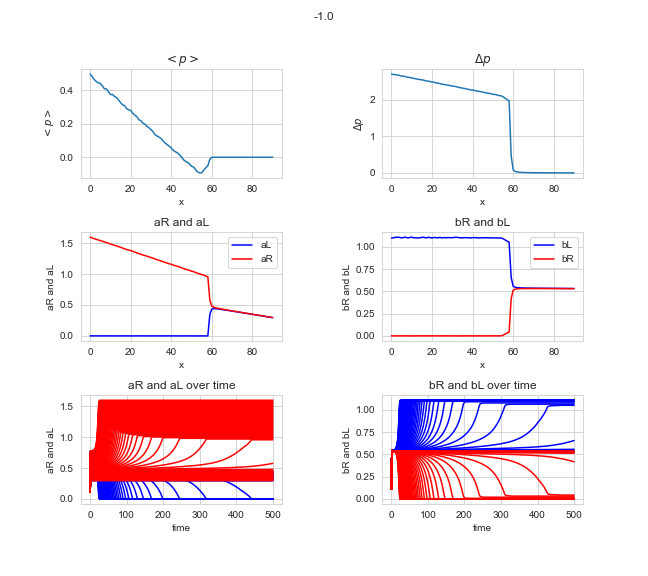 -1.0
< p >
Δp
< p >
0.4
0.2
0.0
0 20 40 60 80
x
Δp
2
1
0
0 20 40 60 80
x
aR and aL
bR and bL
aR and aL
1.5
1.0
0.5
0.0
aL
aR
0 20 40 60 80
x
bR and bL
1.00
0.75
0.50
0.25
0.00
bL
bR
0 20 40 60 80
x
aR and aL over time
bR and bL over time
aR and aL
1.5
1.0
0.5
0.0
0 100 200 300 400 500
time
bR and bL
1.00
0.75
0.50
0.25
0.00
0 100 200 300 400 500
time